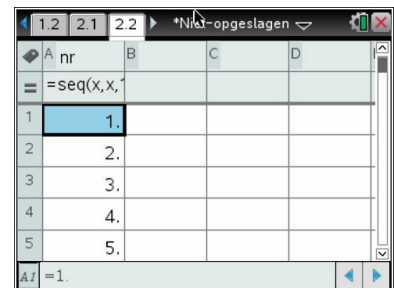 1.2 2.1 2.2 *Niet-opgeslagen
A nr B C D
= =seq(x,x,1
1 1.
2 2.
3 3.
4 4.
5 5.
A1 =1.